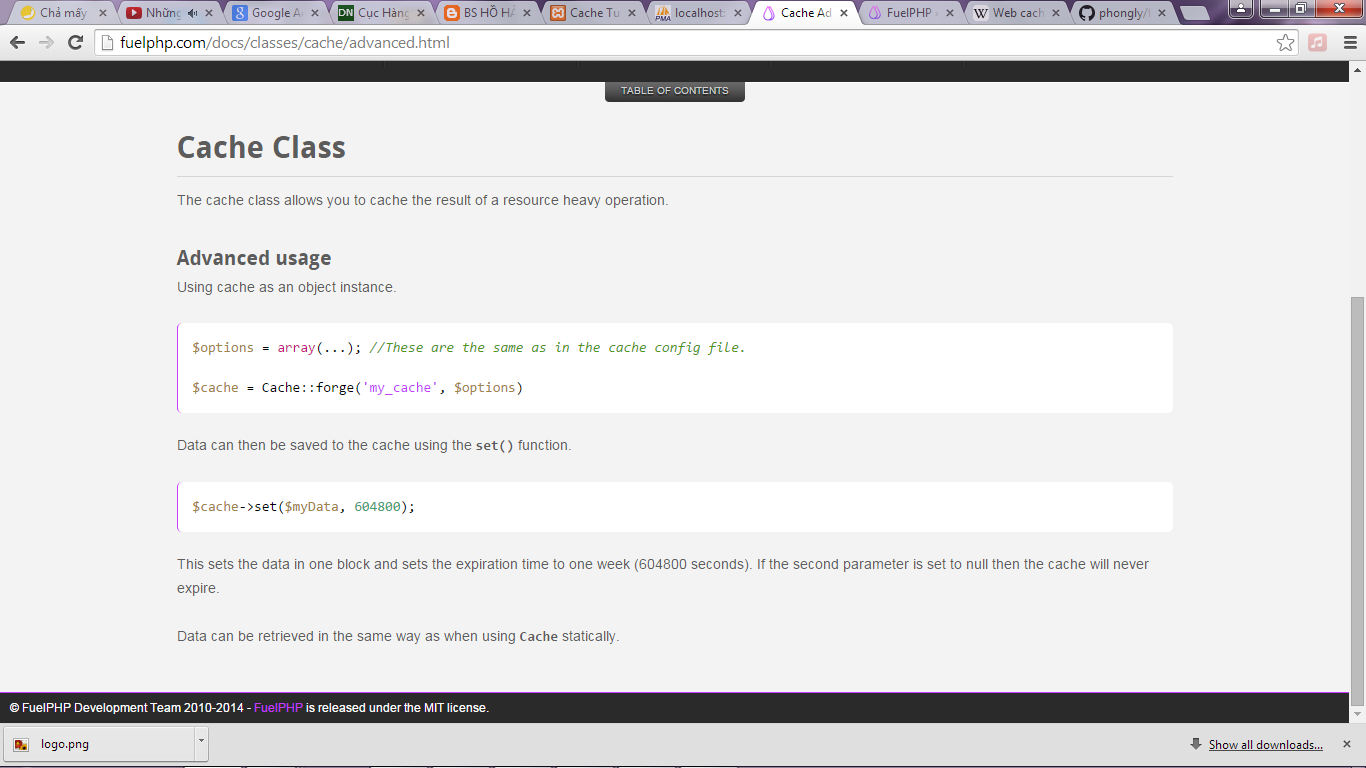 Chả mấy
Những
Google A
DN Cục Hàng
BS HỒ HẢ
Cache Tu
PMA localhost
Cache Ad
FuelPHP
W Web cach
phongly/
fuelphp.com/docs/classes/cache/advanced.html
TABLE OF CONTENTS
Cache Class
The cache class allows you to cache the result of a resource heavy operation.
Advanced usage
Using cache as an object instance.
$options = array(...); //These are the same as in the cache config file.
$cache = Cache::forge('my_cache', $options)
Data can then be saved to the cache using the set() function.
$cache->set($myData, 604800);
This sets the data in one block and sets the expiration time to one week (604800 seconds). If the second parameter is set to null then the cache will never
expire.
Data can be retrieved in the same way as when using Cache statically.
© FuelPHP Development Team 2010-2014 - FuelPHP is released under the MIT license.
logo.png
Show all downloads...